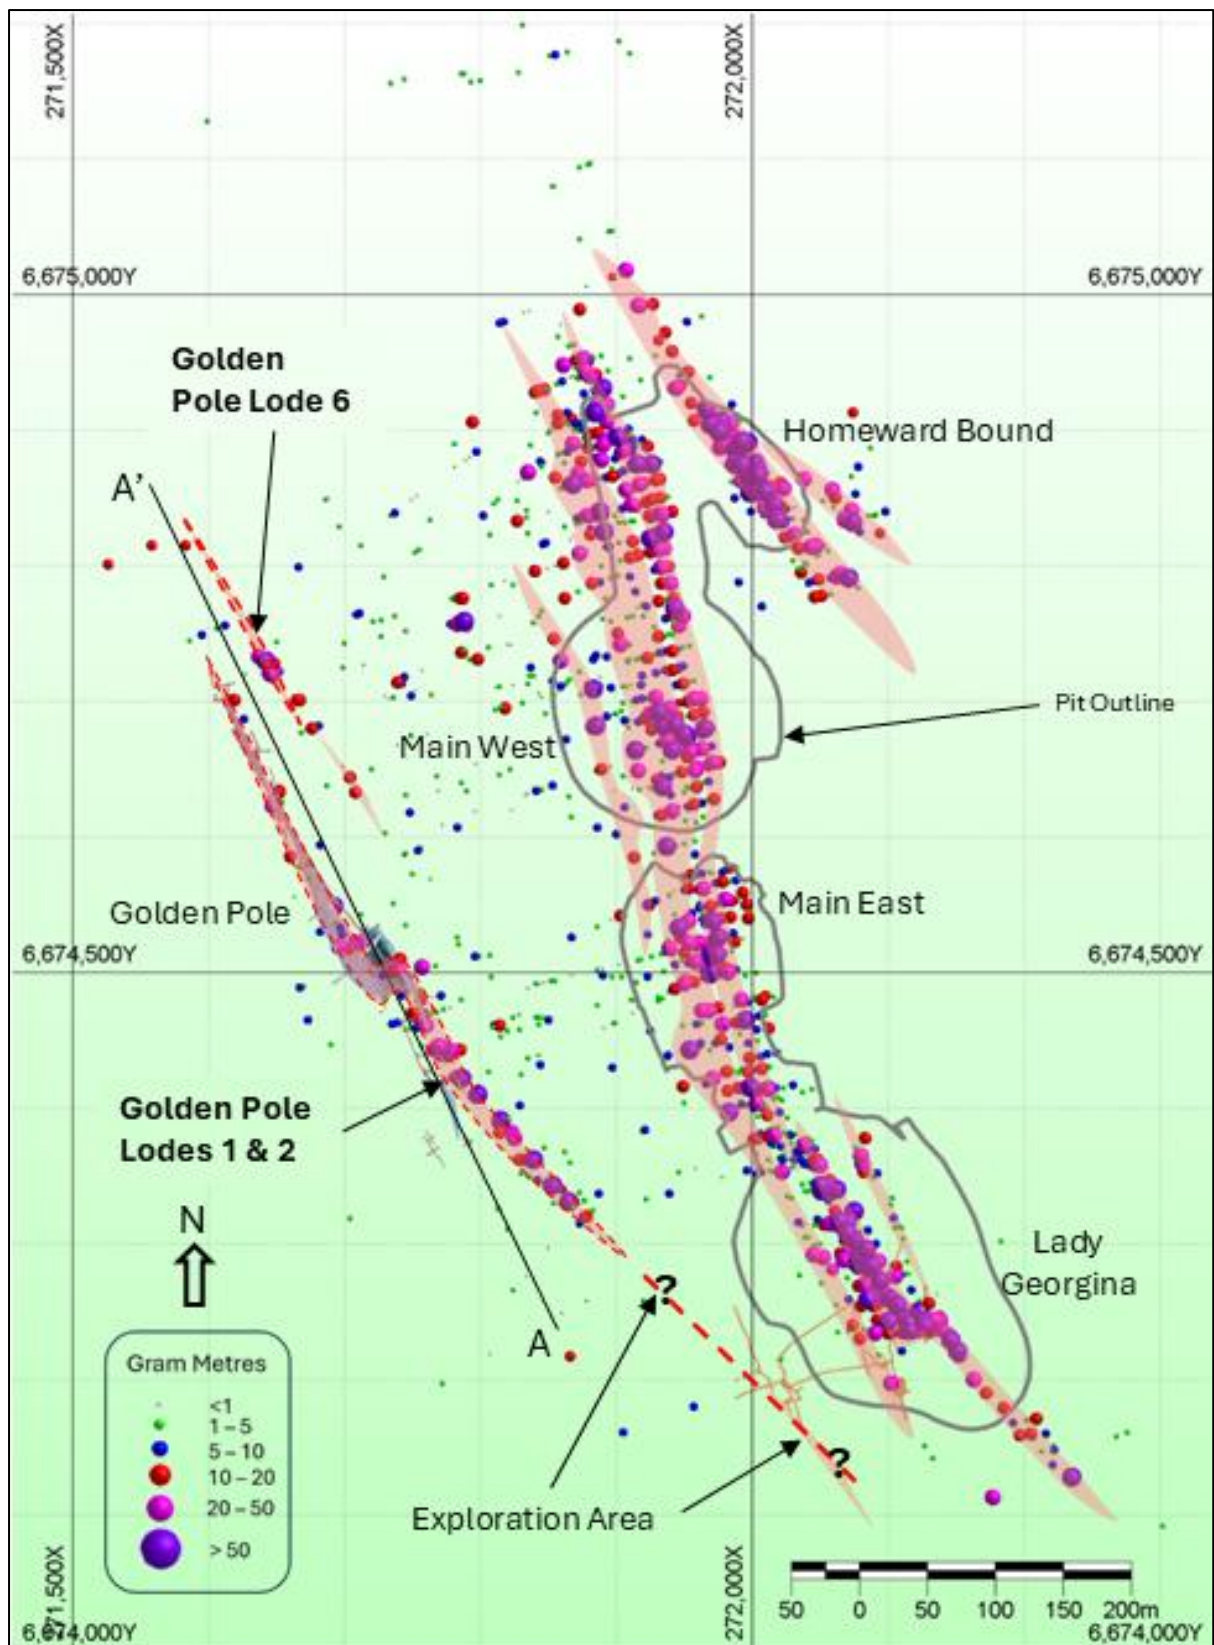 271,500X
272,000X
6,675,000Y
6,675,000Y
Golden
Pole Lode 6
Homeward Bound
A’
Pit Outline
Main West
Main East
Golden Pole
6,674,500Y
6,674,500Y
Golden Pole
Lodes 1 & 2
N
Lady
Georgina
?
A
Gram Metres
<1
1 – 5
5 – 10
10 – 20
20 – 50
> 50
?
Exploration Area
271,500X
272,000X
50 0 50 100 150 200m
6,674,000Y
6,674,000Y